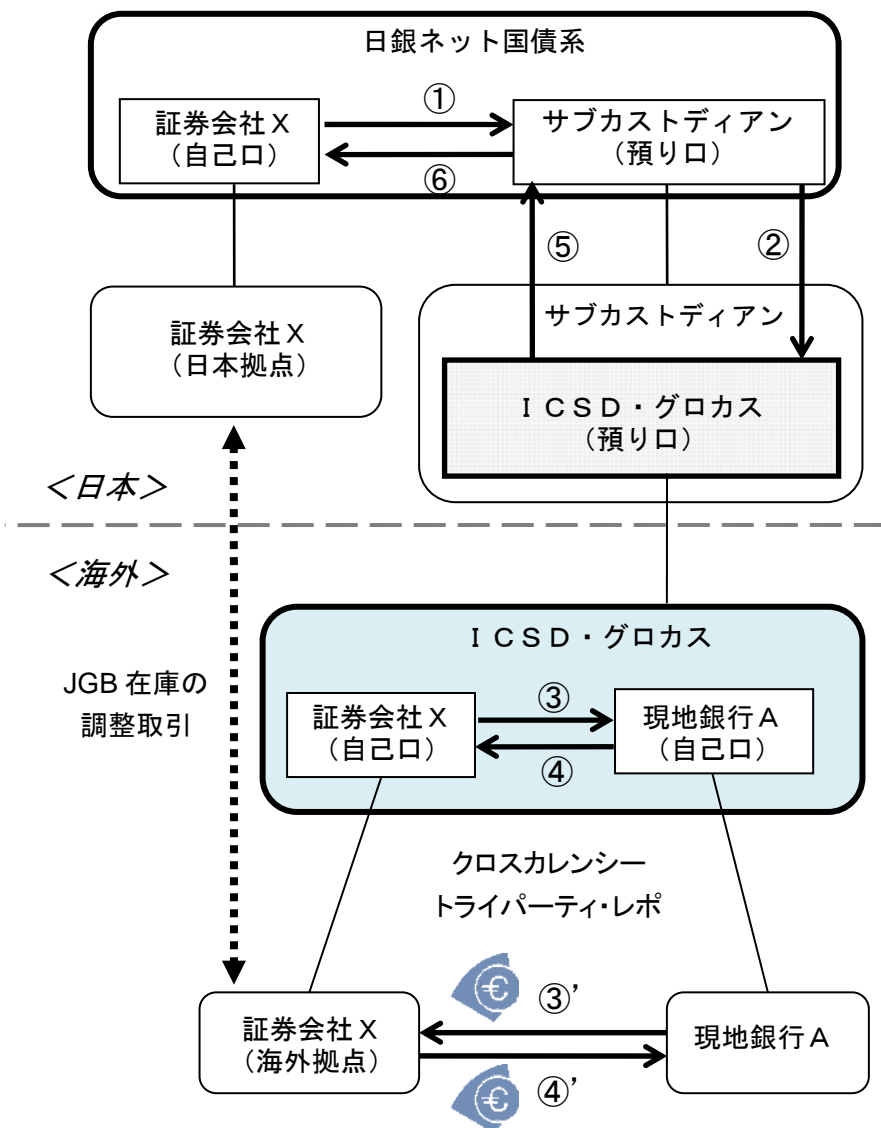 日銀ネット国債系
証券会社Ｘ
（自己口）
①
⑥
サブカストディアン
（預り口）
⑤
②
証券会社Ｘ
（日本拠点）
サブカストディアン
ＩＣＳＤ・グロカス
（預り口）
＜日本＞
＜海外＞
ＩＣＳＤ・グロカス
JGB 在庫の
調整取引
証券会社Ｘ
（自己口）
③
④
現地銀行Ａ
（自己口）
クロスカレンシー
トライパーティ・レポ
€
③’
証券会社Ｘ
（海外拠点）
現地銀行Ａ
€
④’